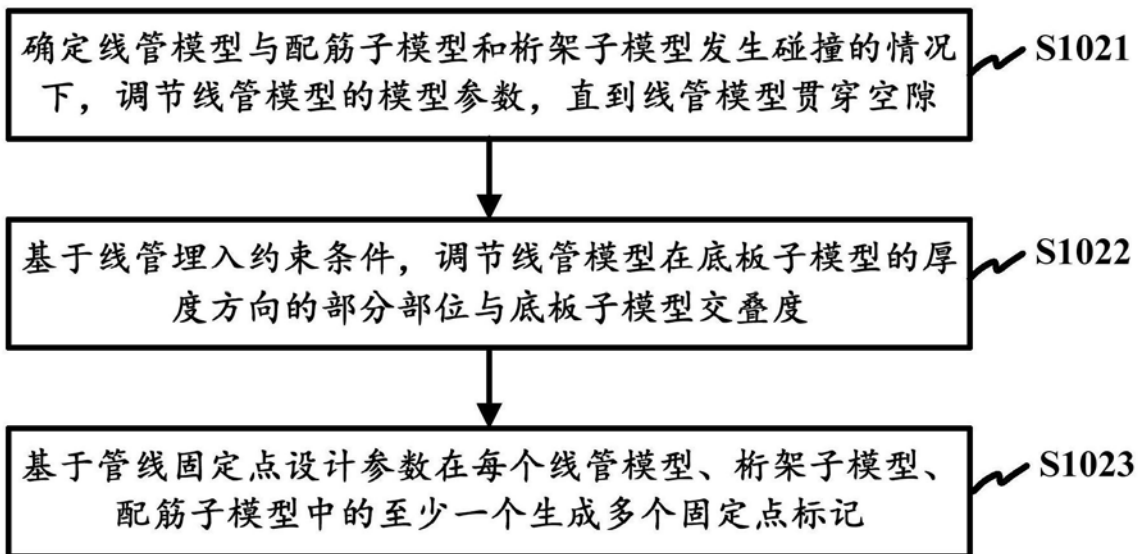 确定线管模型与配筋子模型和桁架子模型发生碰撞的情况
下，调节线管模型的模型参数，直到线管模型贯穿空隙
S1021
基于线管埋入约束条件，调节线管模型在底板子模型的厚
度方向的部分部位与底板子模型交叠度
S1022
基于管线固定点设计参数在每个线管模型、桁架子模型、
配筋子模型中的至少一个生成多个固定点标记
S1023